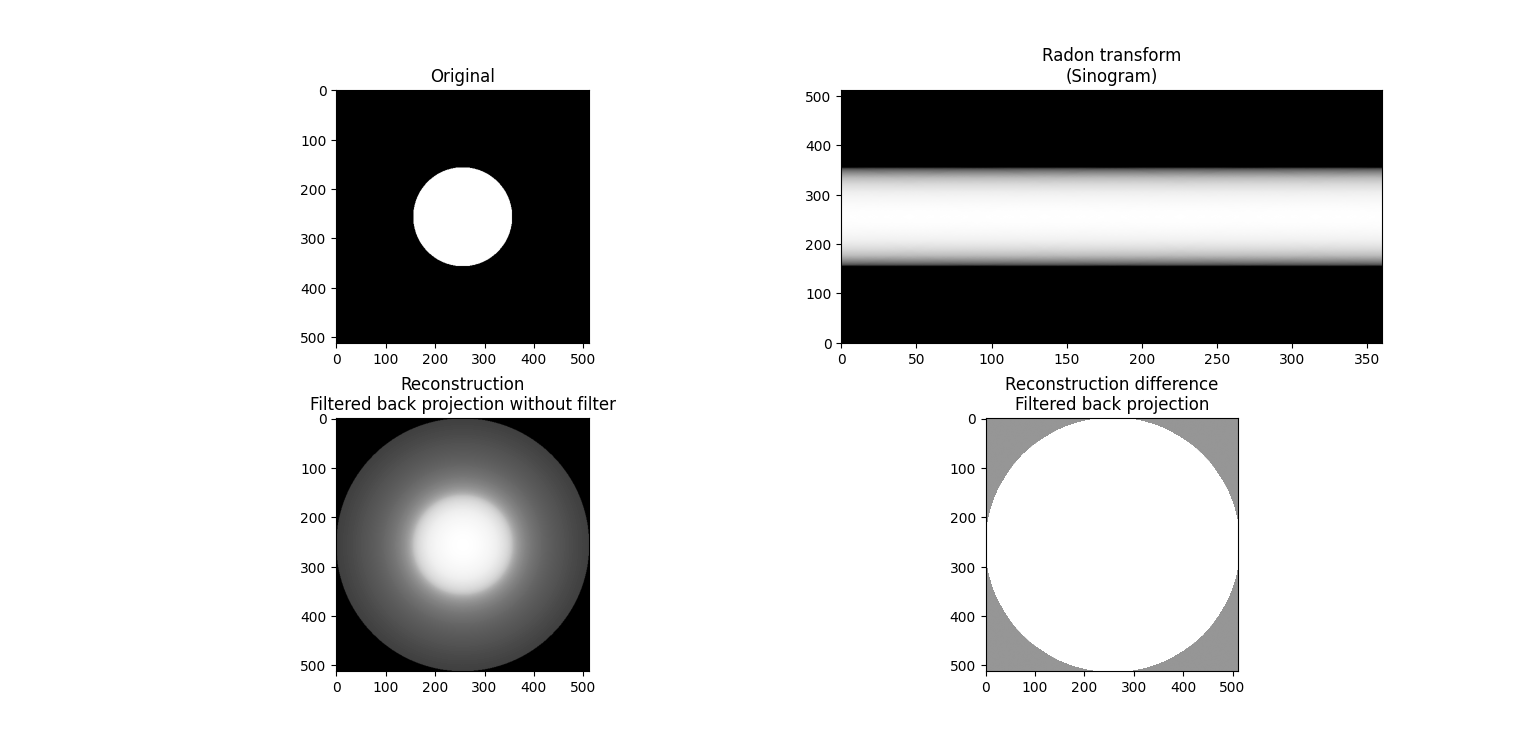 Original
0
100
200
300
400
500
0 100 200 300 400 500
Radon transform
(Sinogram)
500
400
300
200
100
0
0 50 100 150 200 250 300 350
Reconstruction
Filtered back projection without filter
0
100
200
300
400
500
0 100 200 300 400 500
Reconstruction difference
Filtered back projection
0
100
200
300
400
500
0 100 200 300 400 500